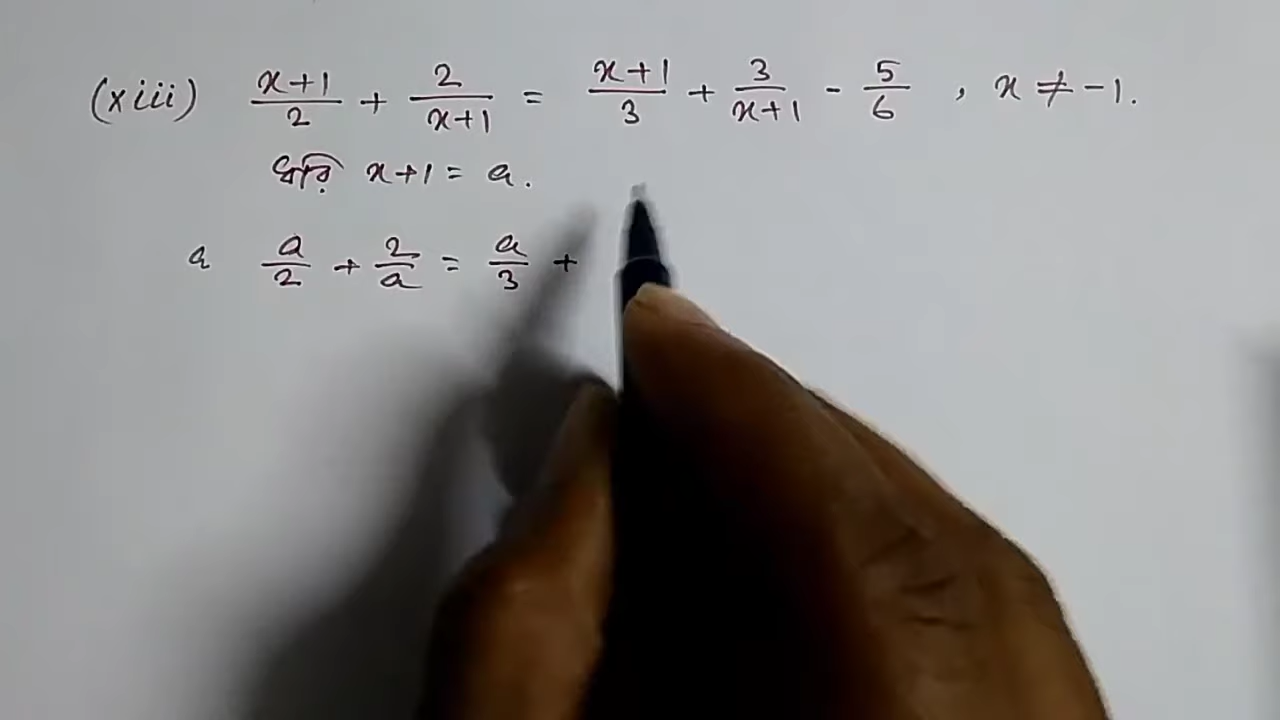 (xiii) (x+1)/2 + 2/(x+1) = (x+1)/3 + 3/(x+1) - 5/6 , x ≠ -1.
ধরি x+1 = a.
a a/2 + 2/a = a/3 +